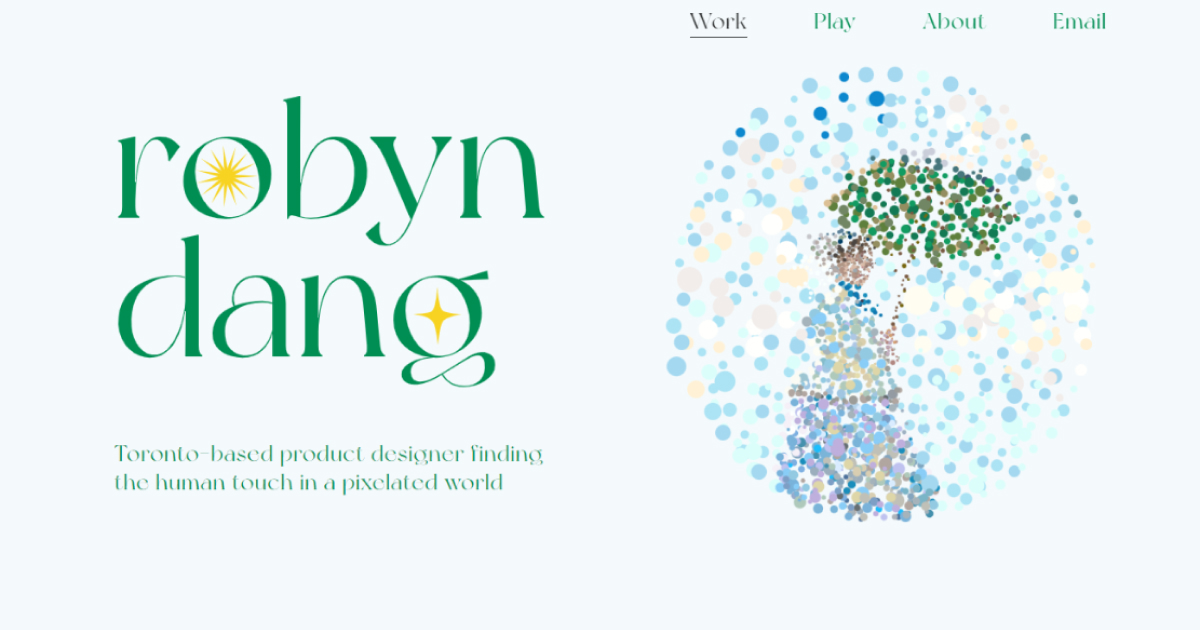 Work Play About Email
robyn
dang
Toronto-based product designer finding
the human touch in a pixelated world